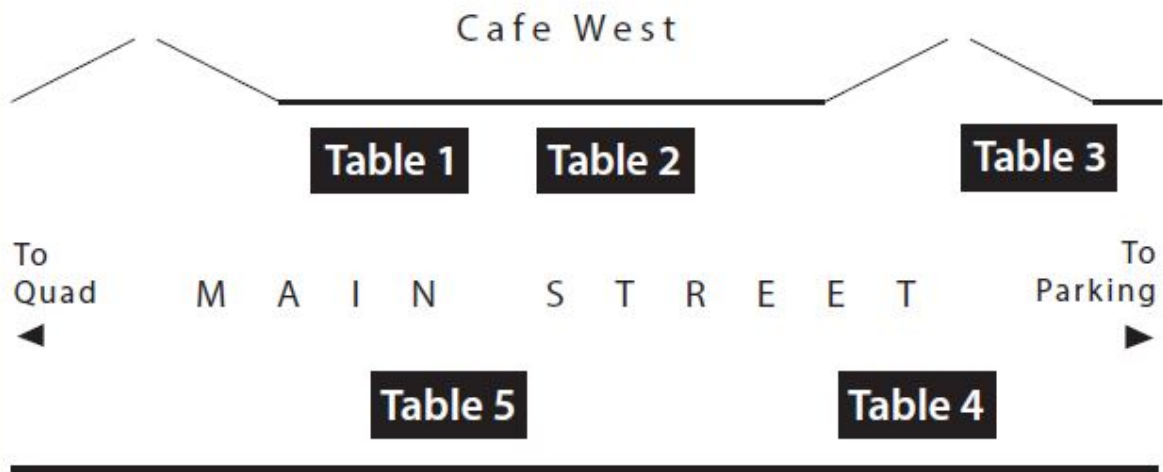 Cafe West
Table 1
Table 2
Table 3
To
Quad
MAIN STREET
To
Parking
Table 5
Table 4